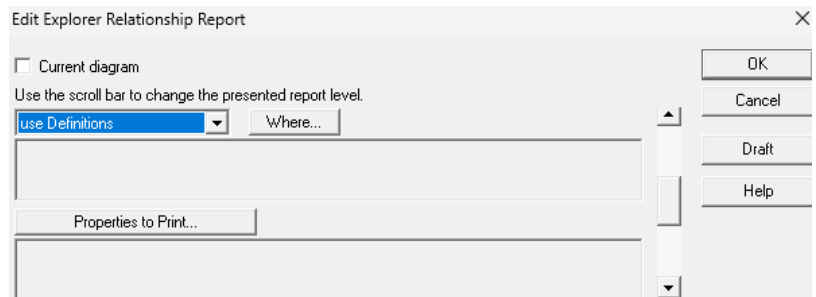 Edit Explorer Relationship Report
Current diagram
OK
Use the scroll bar to change the presented report level.
Cancel
use Definitions
Where...
Draft
Help
Properties to Print...